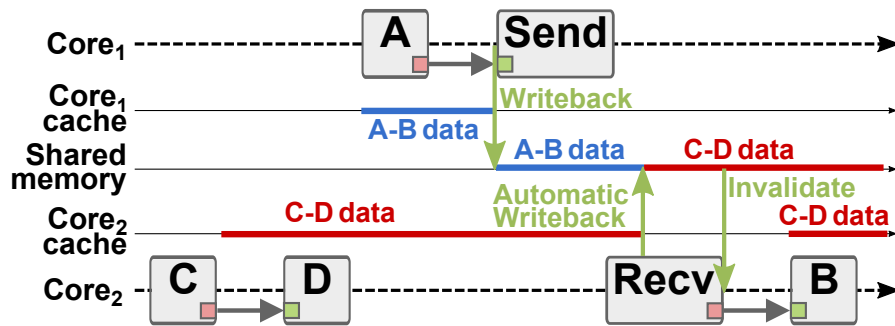 Core1 A Send
Core1
cache
Writeback
A-B data
Shared
memory
A-B data
C-D data
Automatic
Writeback
Invalidate
Core2
cache
C-D data
C-D data
Core2 C D Recv B